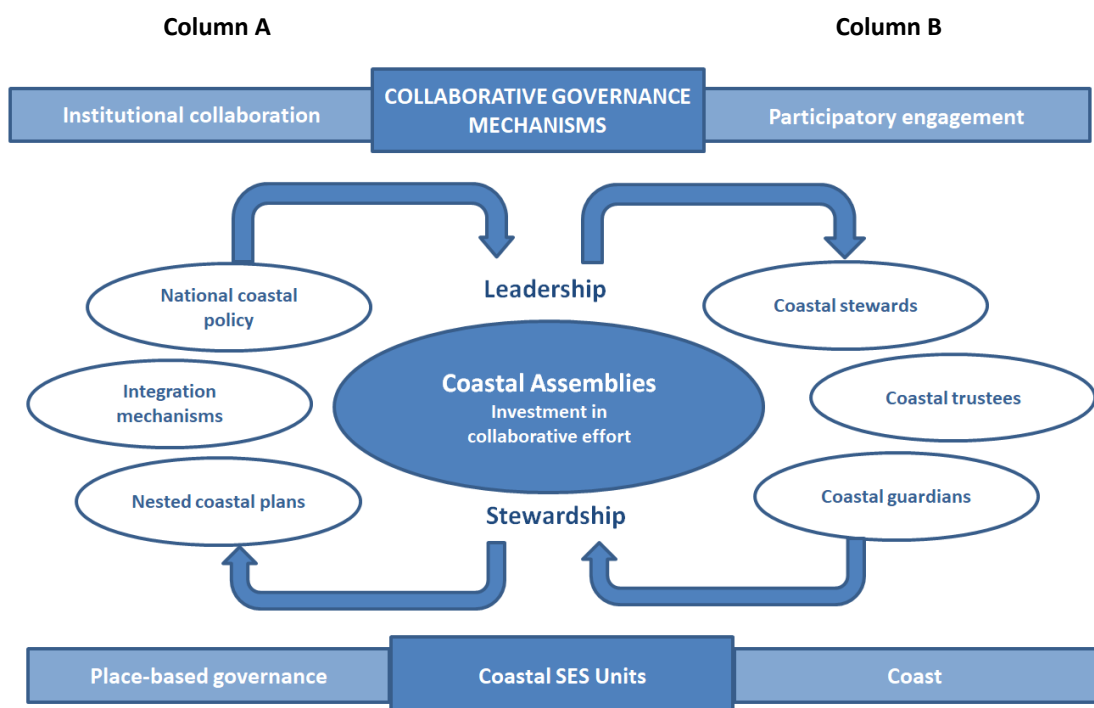 Column A
Column B
Institutional collaboration
COLLABORATIVE GOVERNANCE
MECHANISMS
Participatory engagement
National coastal
policy
Leadership
Coastal stewards
Integration
mechanisms
Coastal Assemblies
Investment in
collaborative effort
Coastal trustees
Nested coastal plans
Stewardship
Coastal guardians
Place-based governance
Coastal SES Units
Coast